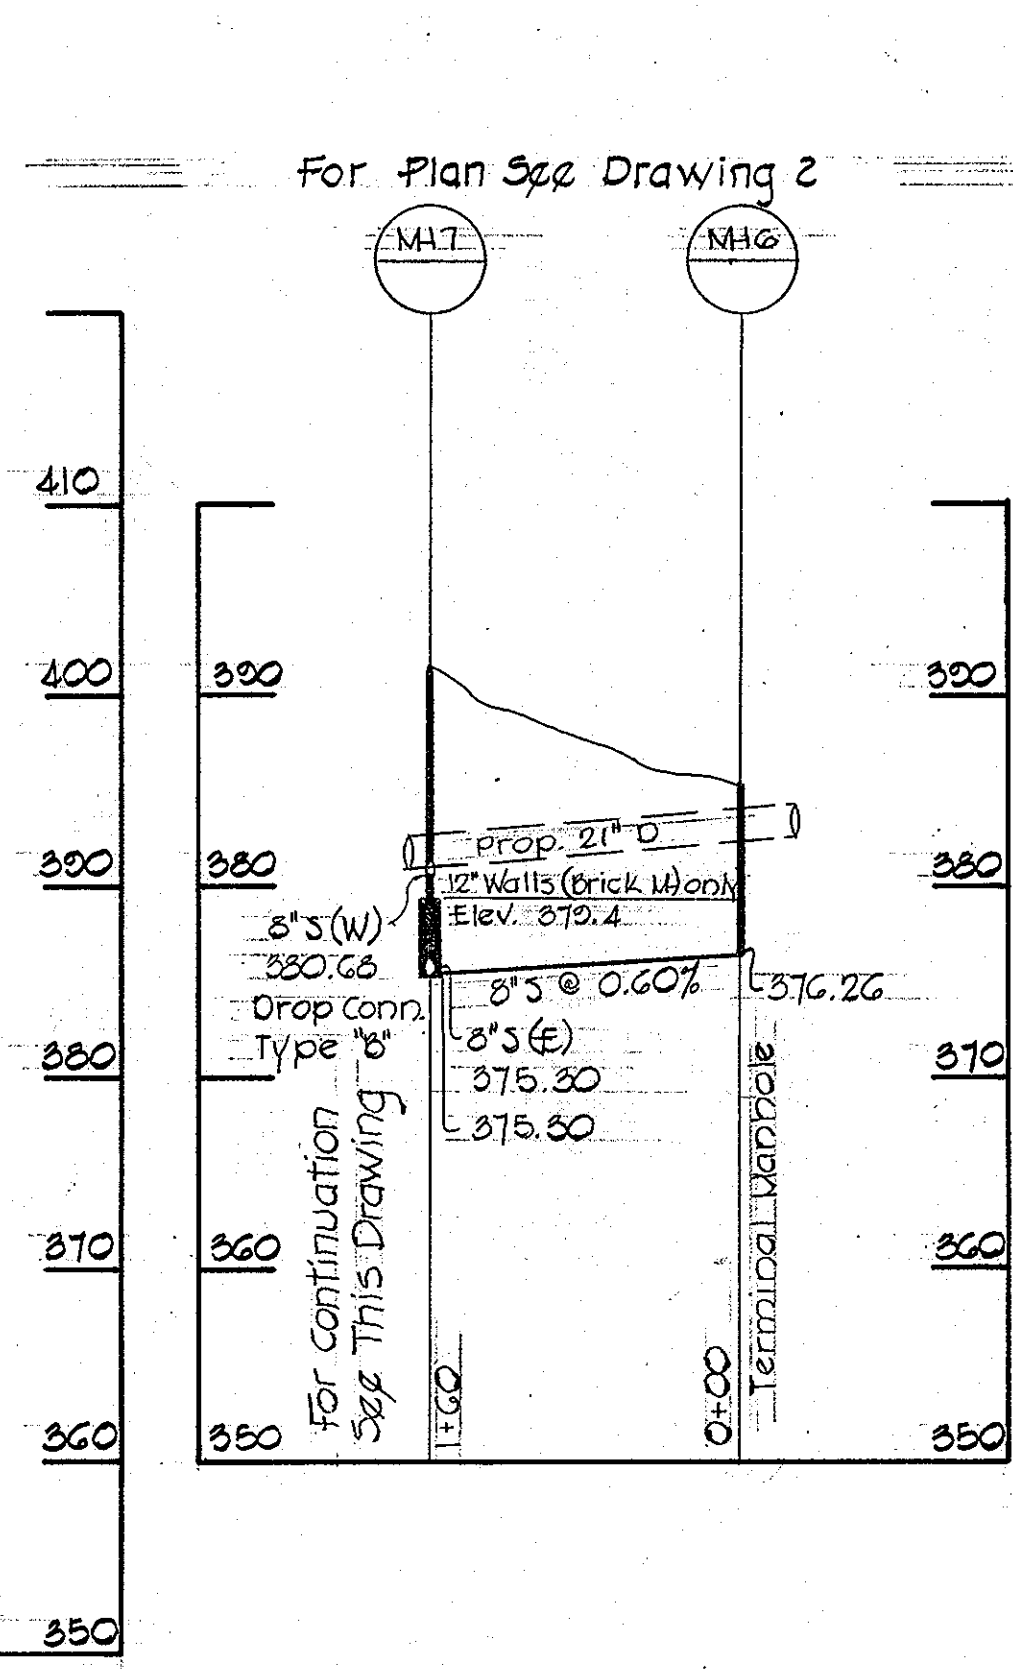 For Plan See Drawing 2
MH7
MH6
410
400
390
380
370
360
350
390
380
360
350
390
380
370
360
350
Prop. 21" D
12" Walls (Brick M) only
Elev. 379.4
8" S (W)
380.68
Drop Conn.
Type "B"
8" S @ 0.60%
376.26
8" S (E)
375.30
375.30
For Continuation
See This Drawing
1+60
0+00
Terminal Manhole